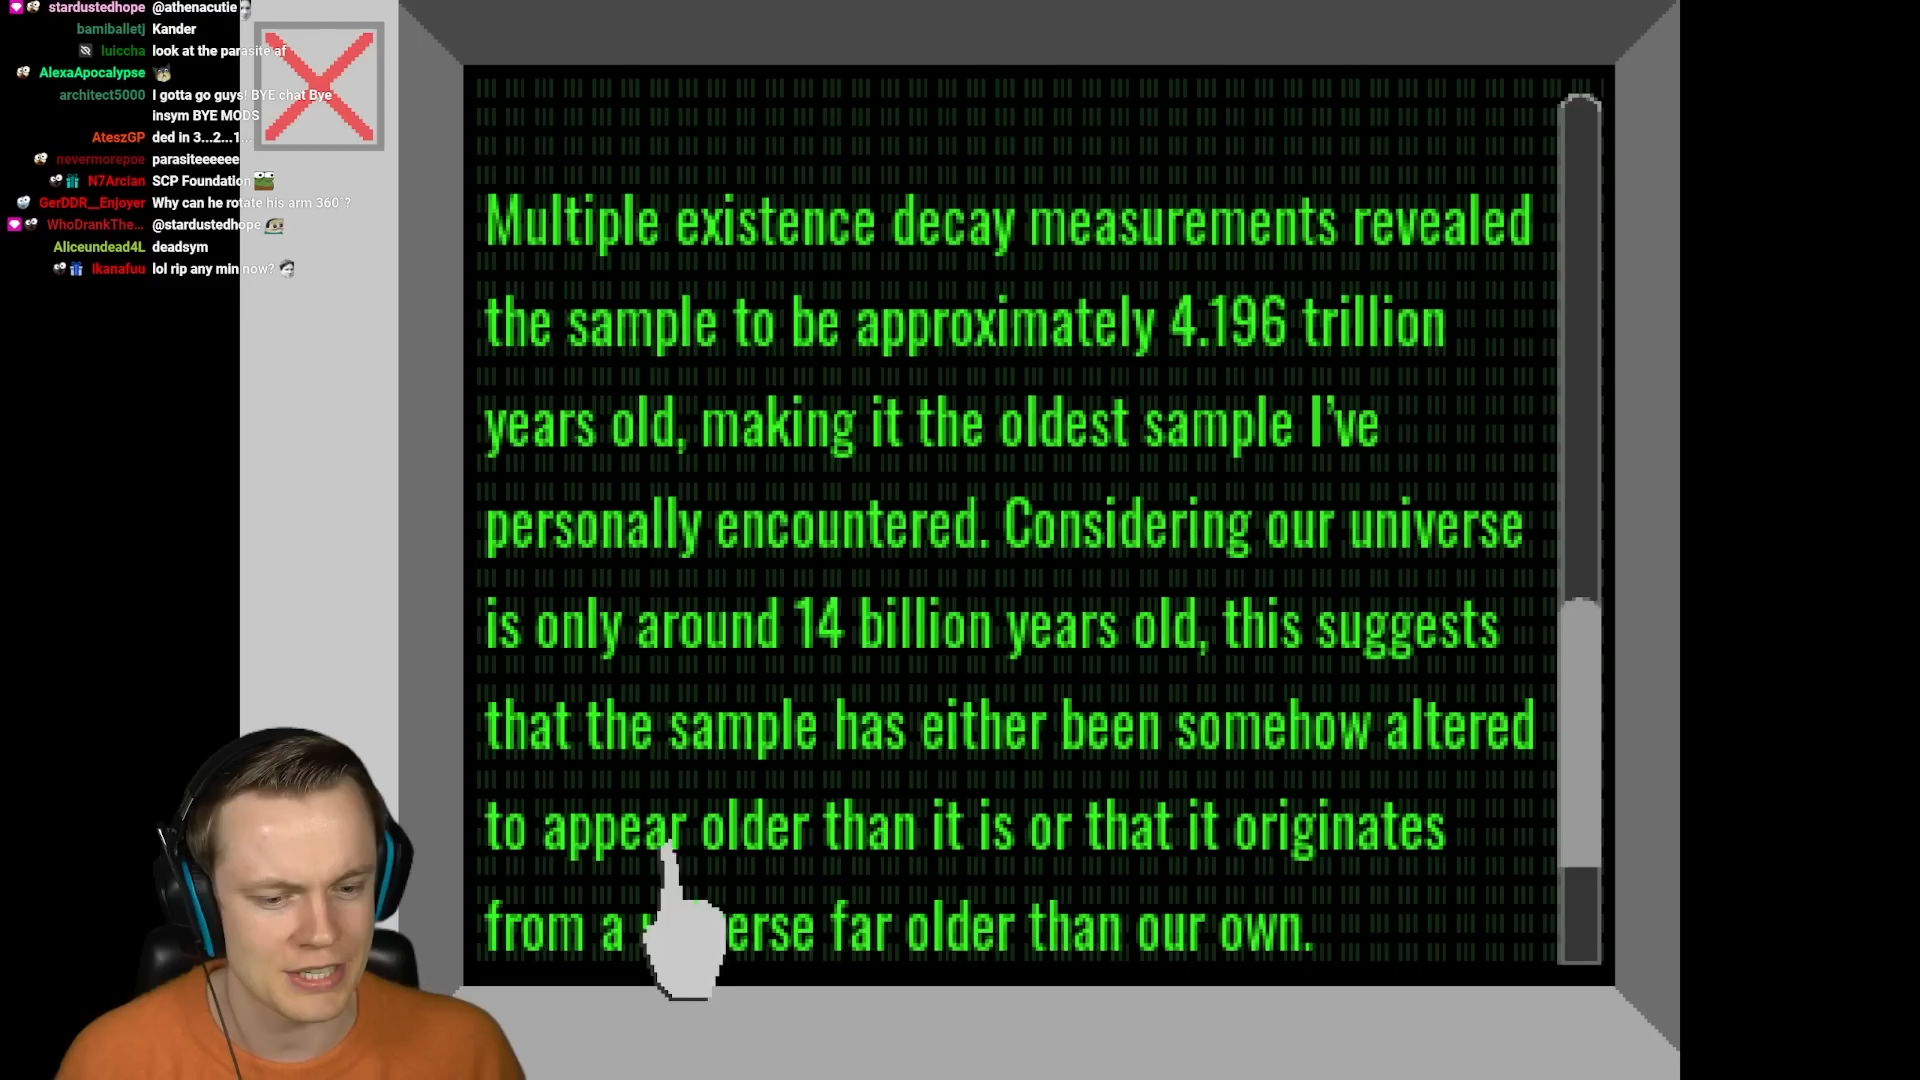 stardustedhope @athenacutie
bamiballetj Kander
luiccha look at the parasite af
AlexaApocalypse
architect5000 I gotta go guys! BYE chat Bye
insym BYE MODS
AteszGP ded in 3...2...1...
nevermorepoe parasiteeeeee
N7Arcian SCP Foundation
GerDDR__Enjoyer Why can he rotate his arm 360°?
WhoDrankThe... @stardustedhope
Aliceundead4L deadsym
Ikanafuu lol rip any min now?
Multiple existence decay measurements revealed
the sample to be approximately 4.196 trillion
years old, making it the oldest sample I've
personally encountered. Considering our universe
is only around 14 billion years old, this suggests
that the sample has either been somehow altered
to appear older than it is or that it originates
from a erse far older than our own.